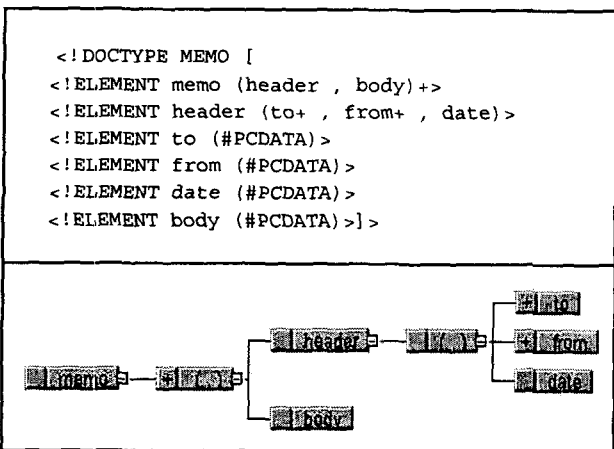 <!DOCTYPE MEMO [
<!ELEMENT memo (header , body)+>
<!ELEMENT header (to+ , from+ , date)>
<!ELEMENT to (#PCDATA)>
<!ELEMENT from (#PCDATA)>
<!ELEMENT date (#PCDATA)>
<!ELEMENT body (#PCDATA)>]>
+ to
header (,) + from
memo + (,)
date
body